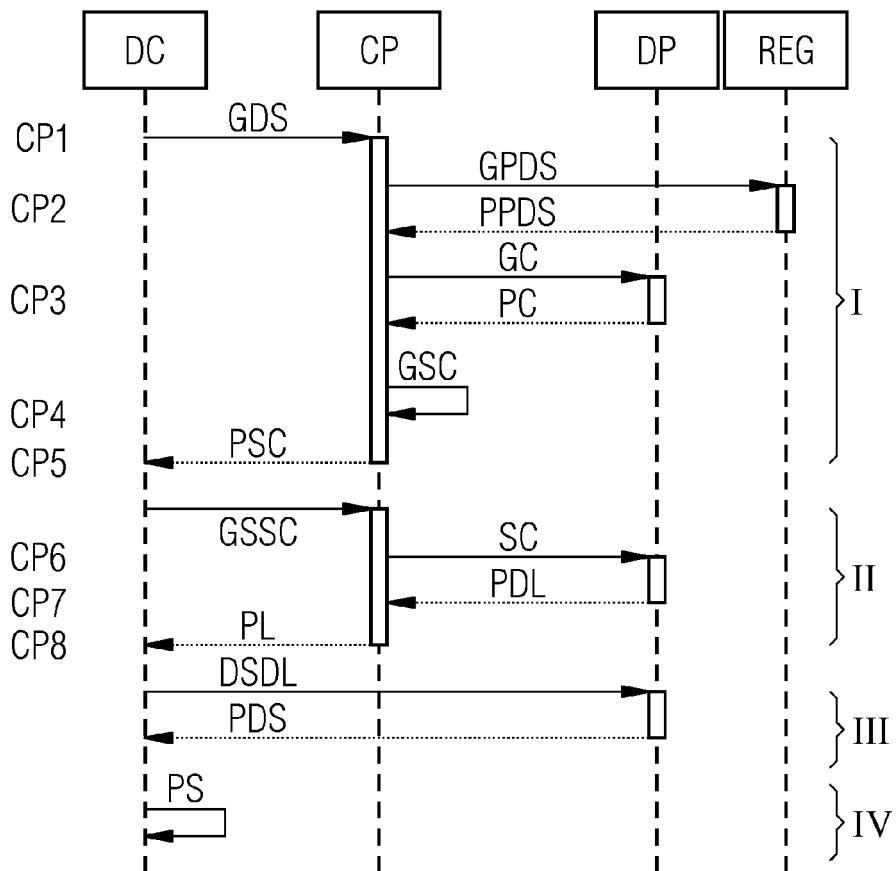 DC CP DP REG
CP1 GDS
GPDS
CP2 PPDS
GC
CP3 PC I
GSC
CP4
CP5 PSC
GSSC
CP6 SC
II
CP7 PDL
CP8 PL
DSDL
PDS III
PS
IV